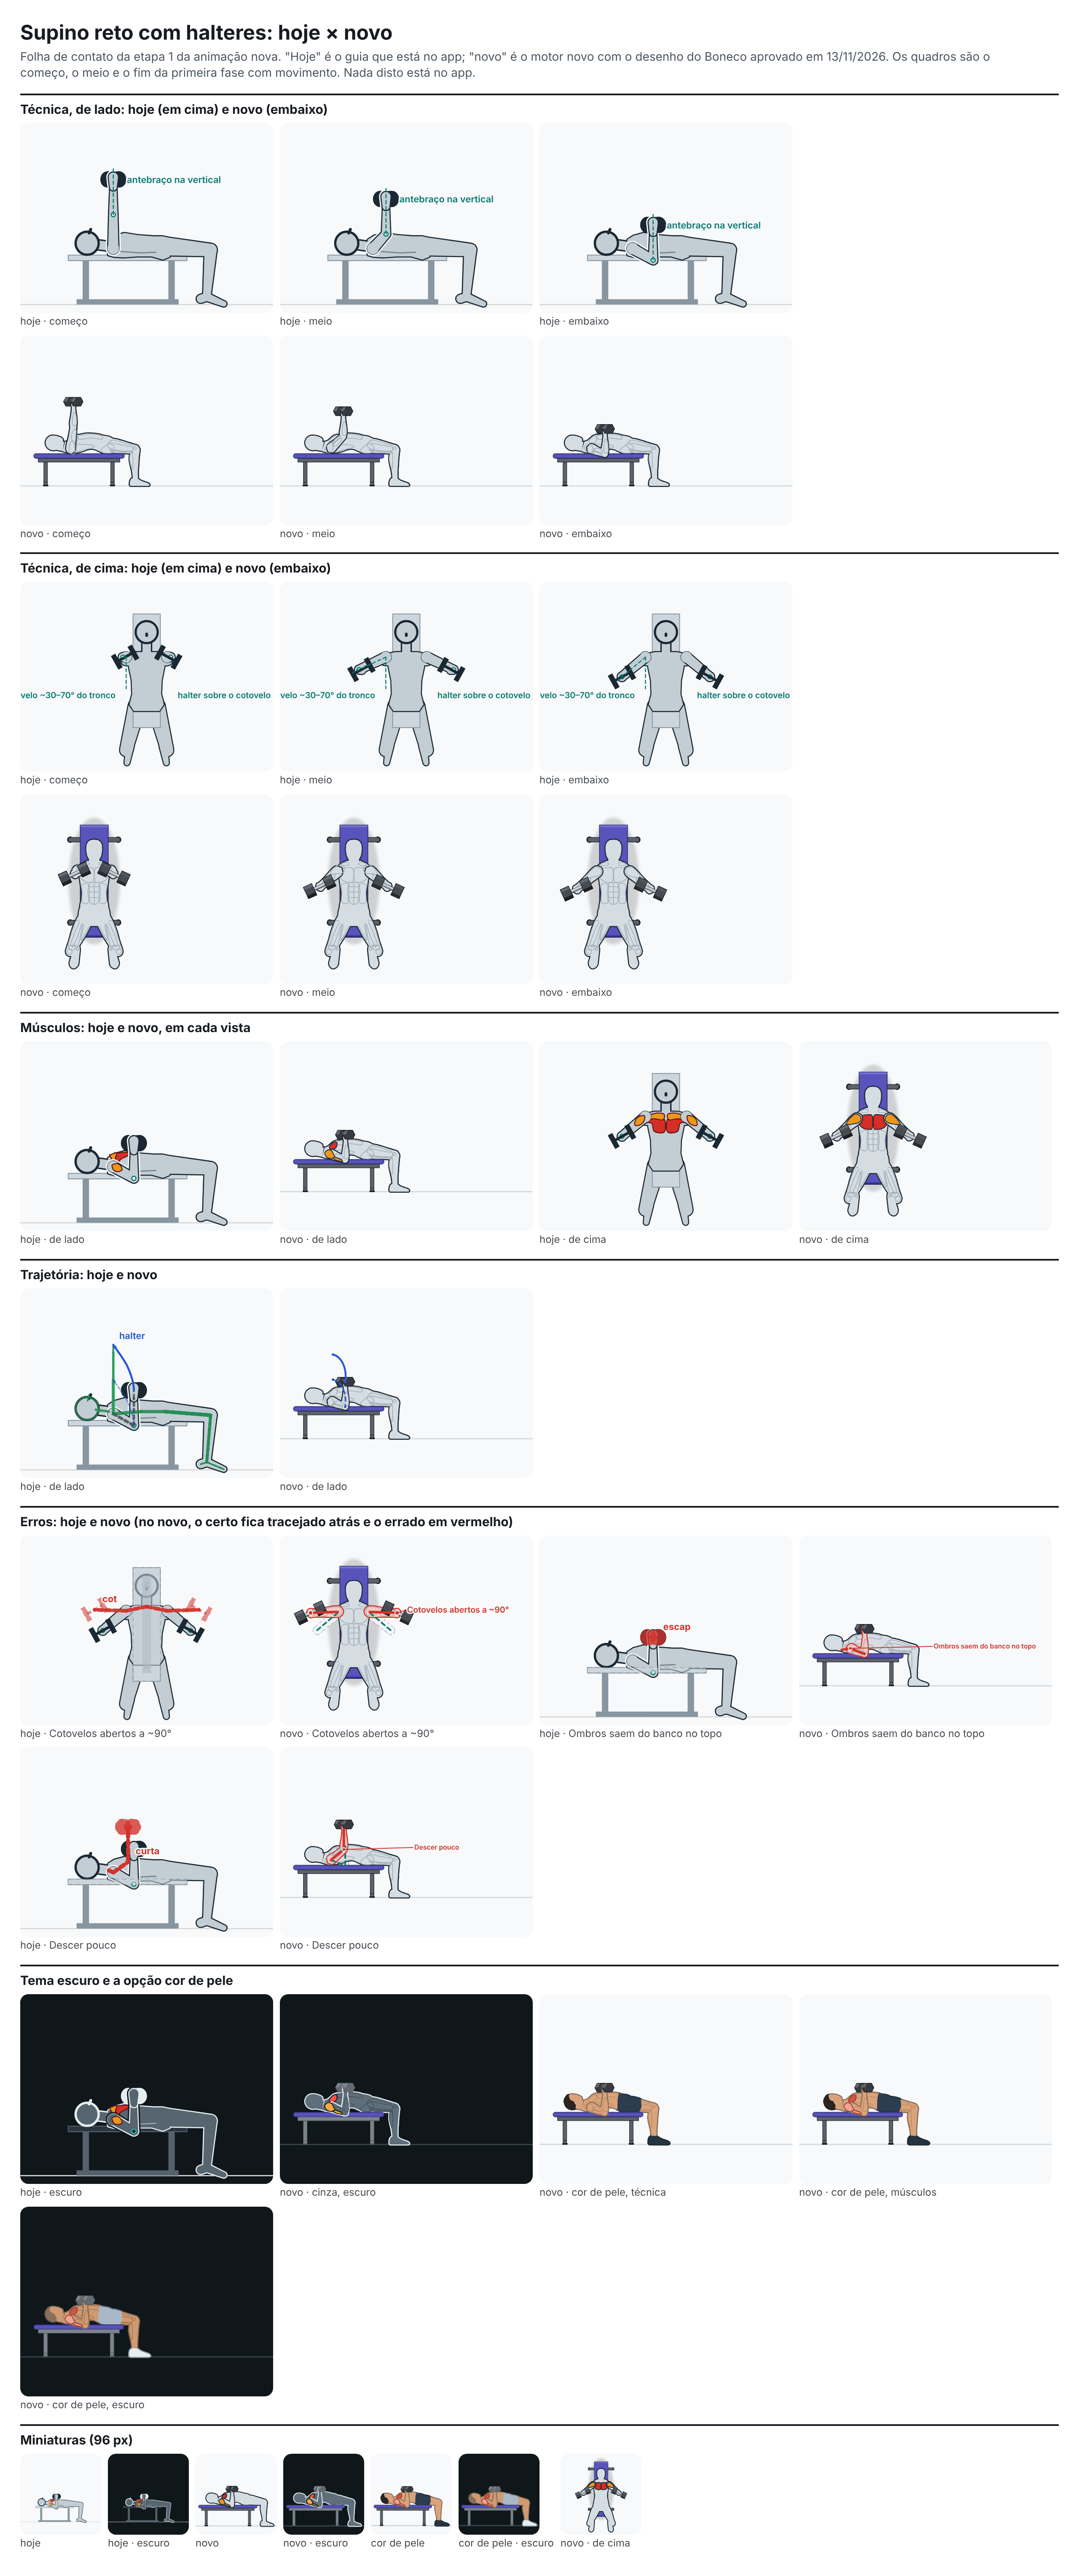 Supino reto com halteres: hoje × novo
Folha de contato da etapa 1 da animação nova. "Hoje" é o guia que está no app; "novo" é o motor novo com o desenho do Boneco aprovado em 13/11/2026. Os quadros são o
começo, o meio e o fim da primeira fase com movimento. Nada disto está no app.
Técnica, de lado: hoje (em cima) e novo (embaixo)
antebraço na vertical
antebraço na vertical
antebraço na vertical
hoje · começo
hoje · meio
hoje · embaixo
novo · começo
novo · meio
novo · embaixo
Técnica, de cima: hoje (em cima) e novo (embaixo)
velo ~30–70° do tronco
halter sobre o cotovelo
velo ~30–70° do tronco
halter sobre o cotovelo
velo ~30–70° do tronco
halter sobre o cotovelo
hoje · começo
hoje · meio
hoje · embaixo
novo · começo
novo · meio
novo · embaixo
Músculos: hoje e novo, em cada vista
hoje · de lado
novo · de lado
hoje · de cima
novo · de cima
Trajetória: hoje e novo
halter
hoje · de lado
novo · de lado
Erros: hoje e novo (no novo, o certo fica tracejado atrás e o errado em vermelho)
cot
Cotovelos abertos a ~90°
escap
Ombros saem do banco no topo
hoje · Cotovelos abertos a ~90°
novo · Cotovelos abertos a ~90°
hoje · Ombros saem do banco no topo
novo · Ombros saem do banco no topo
curta
Descer pouco
hoje · Descer pouco
novo · Descer pouco
Tema escuro e a opção cor de pele
hoje · escuro
novo · cinza, escuro
novo · cor de pele, técnica
novo · cor de pele, músculos
novo · cor de pele, escuro
Miniaturas (96 px)
hoje
hoje · escuro
novo
novo · escuro
cor de pele
cor de pele · escuro
novo · de cima